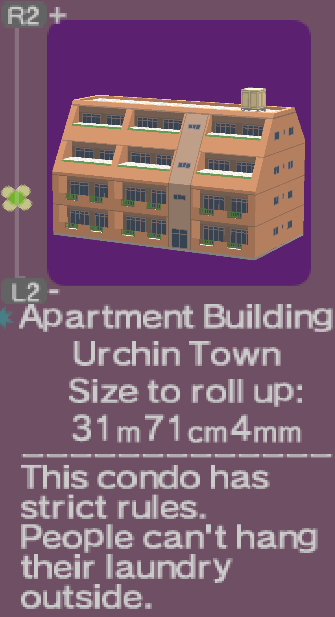 R2 +
L2 -
Apartment Building
Urchin Town
Size to roll up:
31m71cm4mm
This condo has
strict rules.
People can't hang
their laundry
outside.